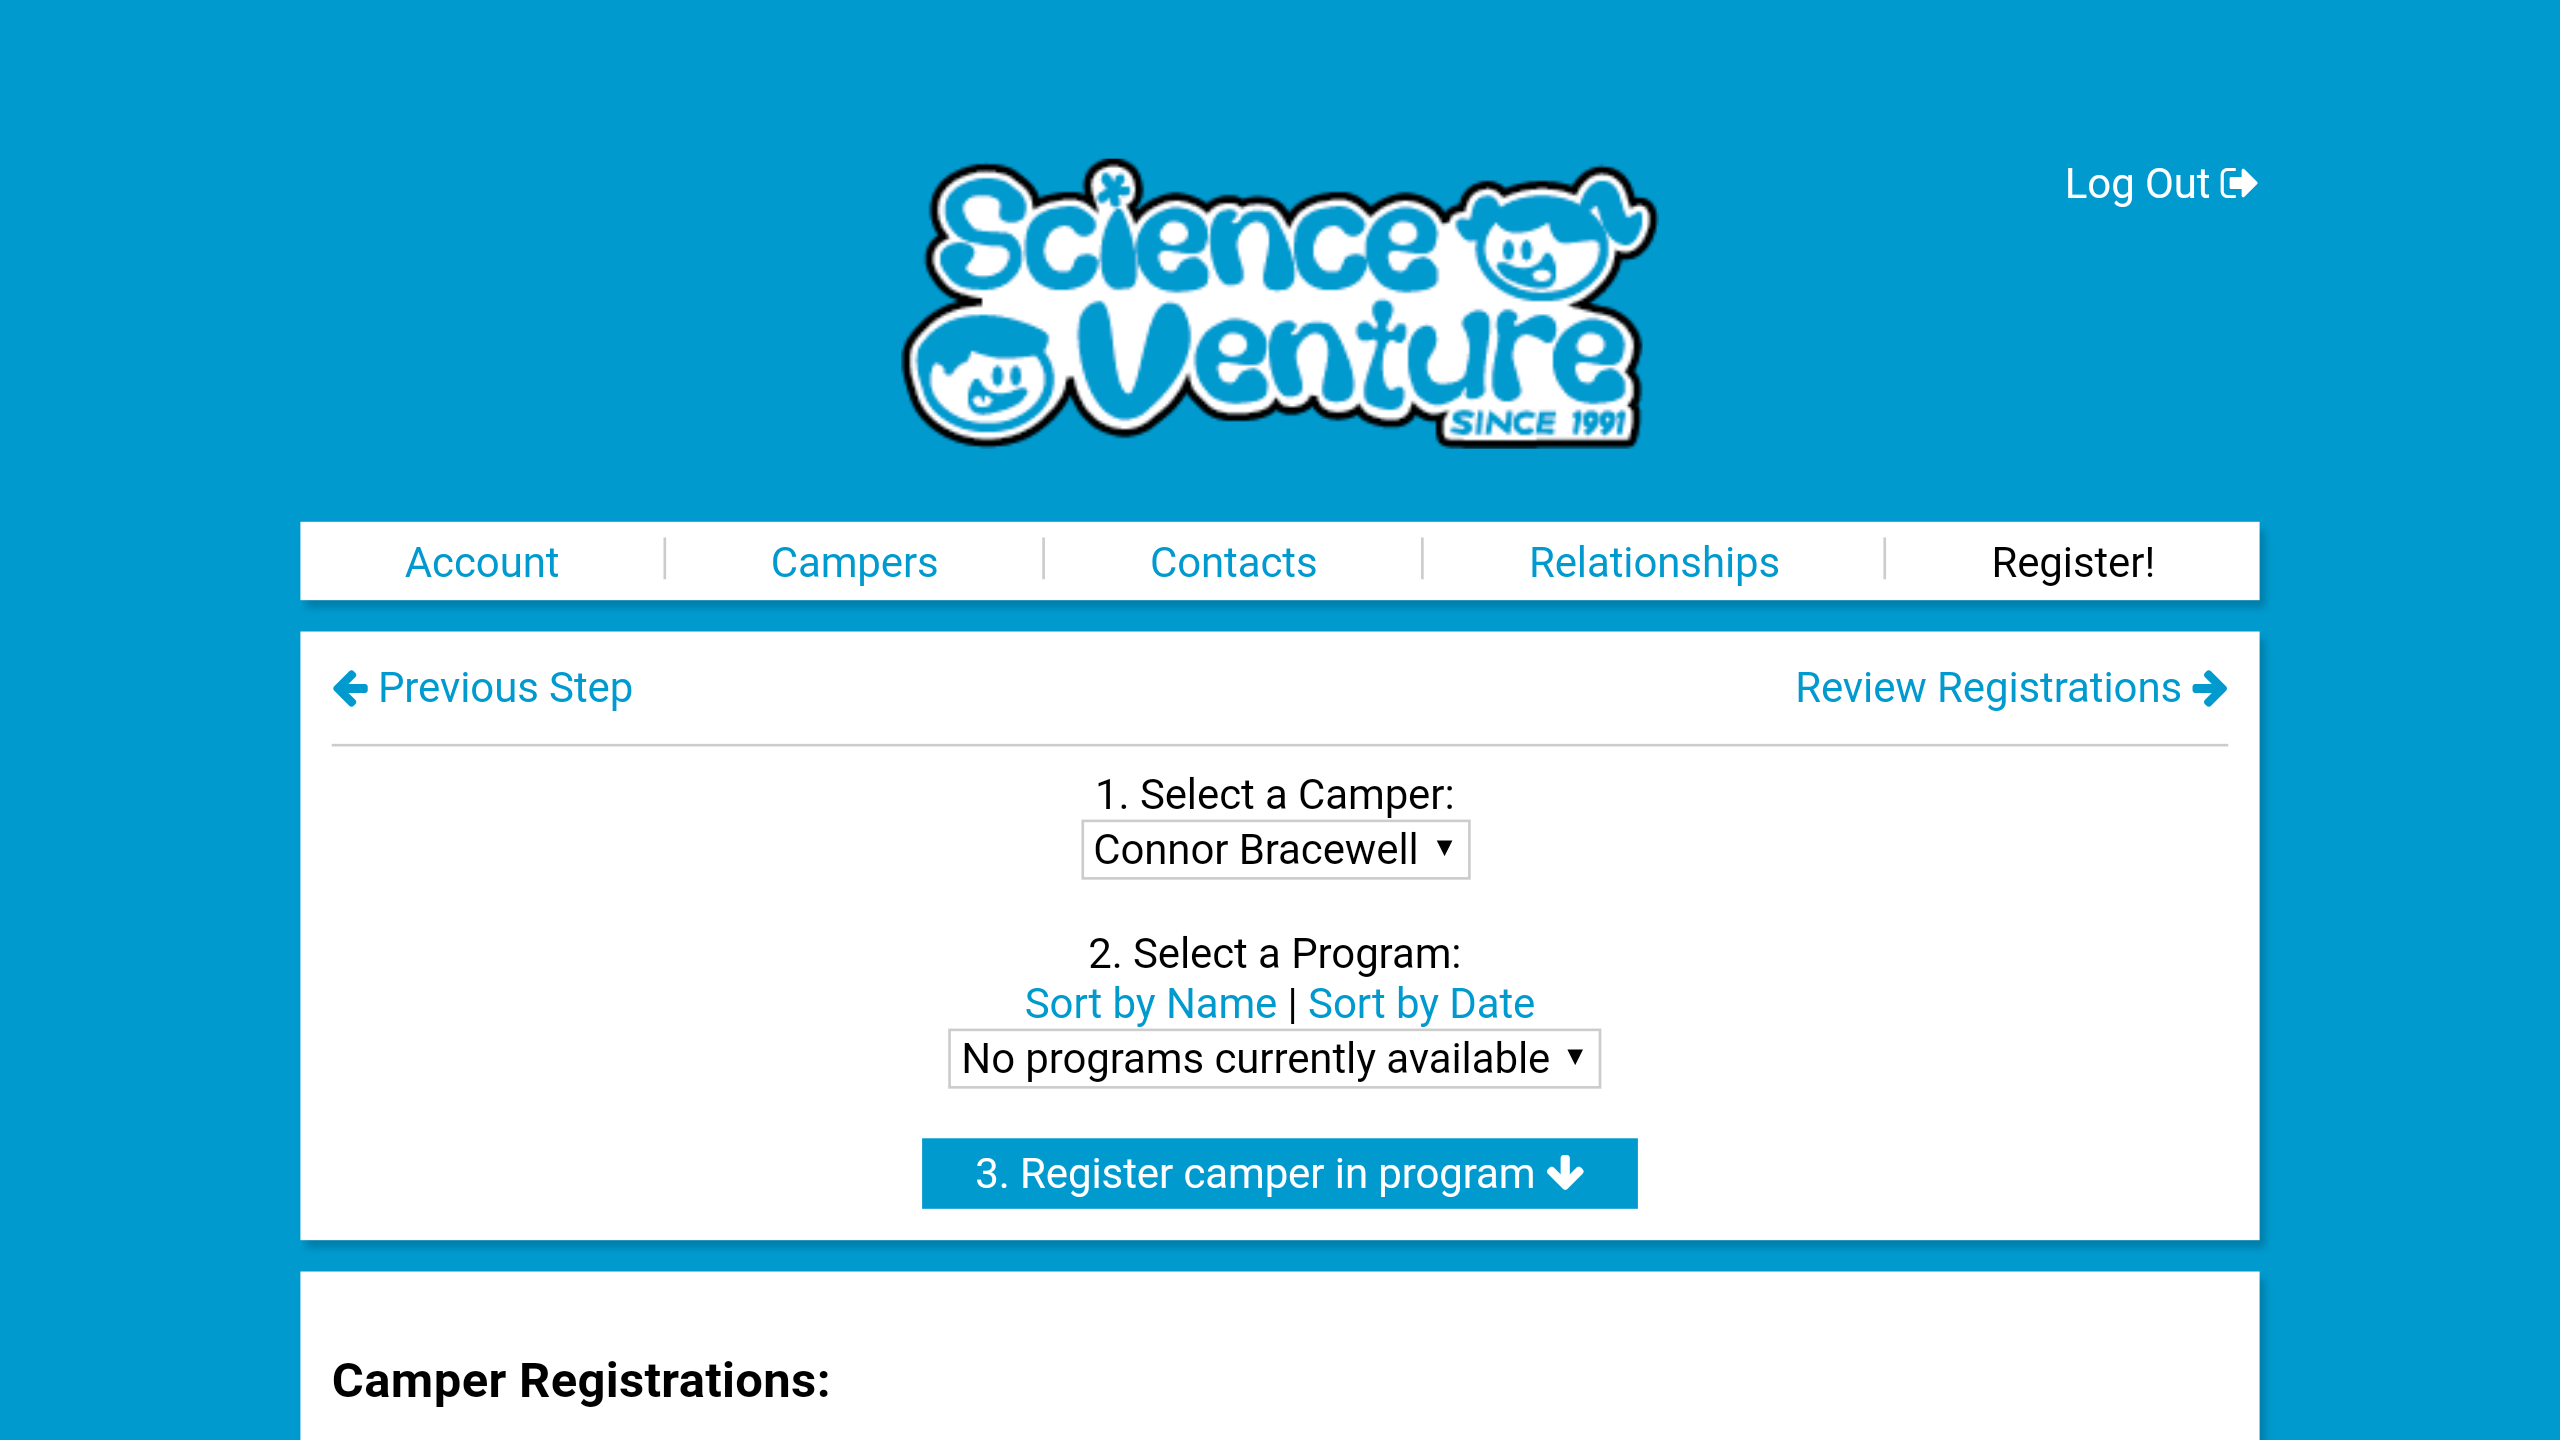 Log Out
Science
Venture
SINCE 1991
Account
Campers
Contacts
Relationships
Register!
Previous Step
Review Registrations
1. Select a Camper:
Connor Bracewell
2. Select a Program:
Sort by Name | Sort by Date
No programs currently available
3. Register camper in program
Camper Registrations: